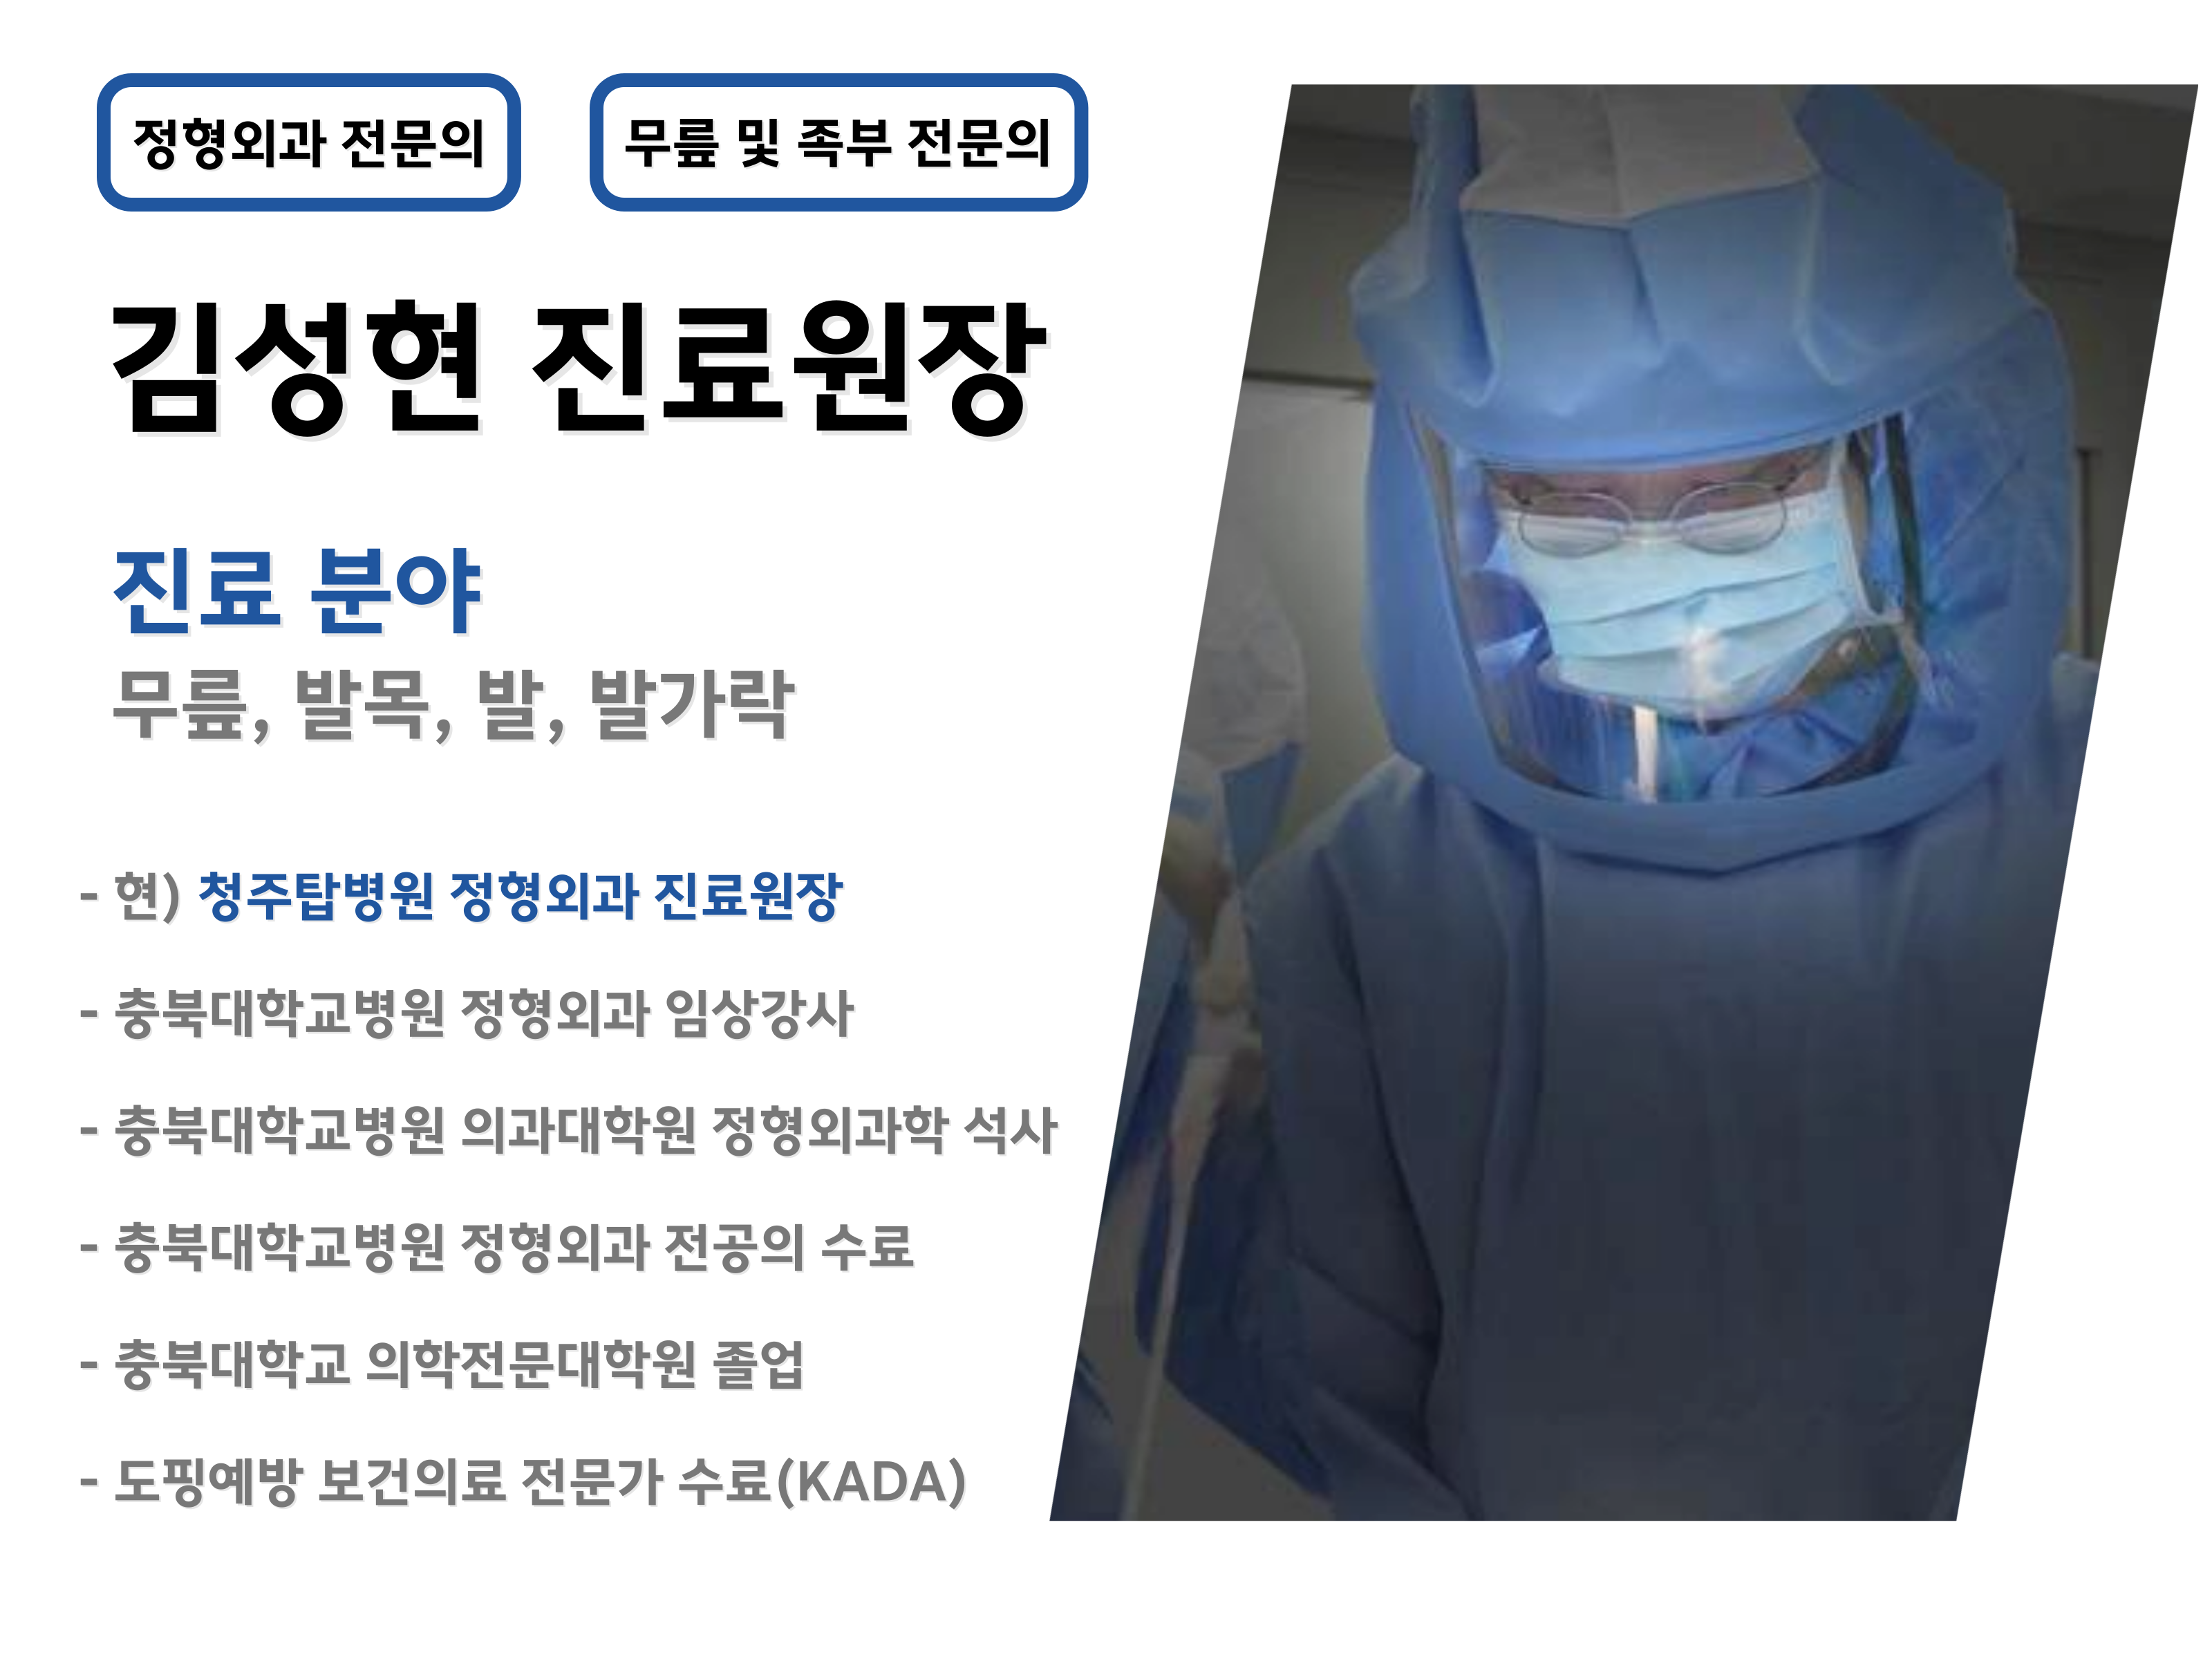 정형외과 전문의
무릎 및 족부 전문의
김성현 진료원장
진료 분야
무릎, 발목, 발, 발가락
- 현) 청주탑병원 정형외과 진료원장
- 충북대학교병원 정형외과 임상강사
- 충북대학교병원 의과대학원 정형외과학 석사
- 충북대학교병원 정형외과 전공의 수료
- 충북대학교 의학전문대학원 졸업
- 도핑예방 보건의료 전문가 수료(KADA)